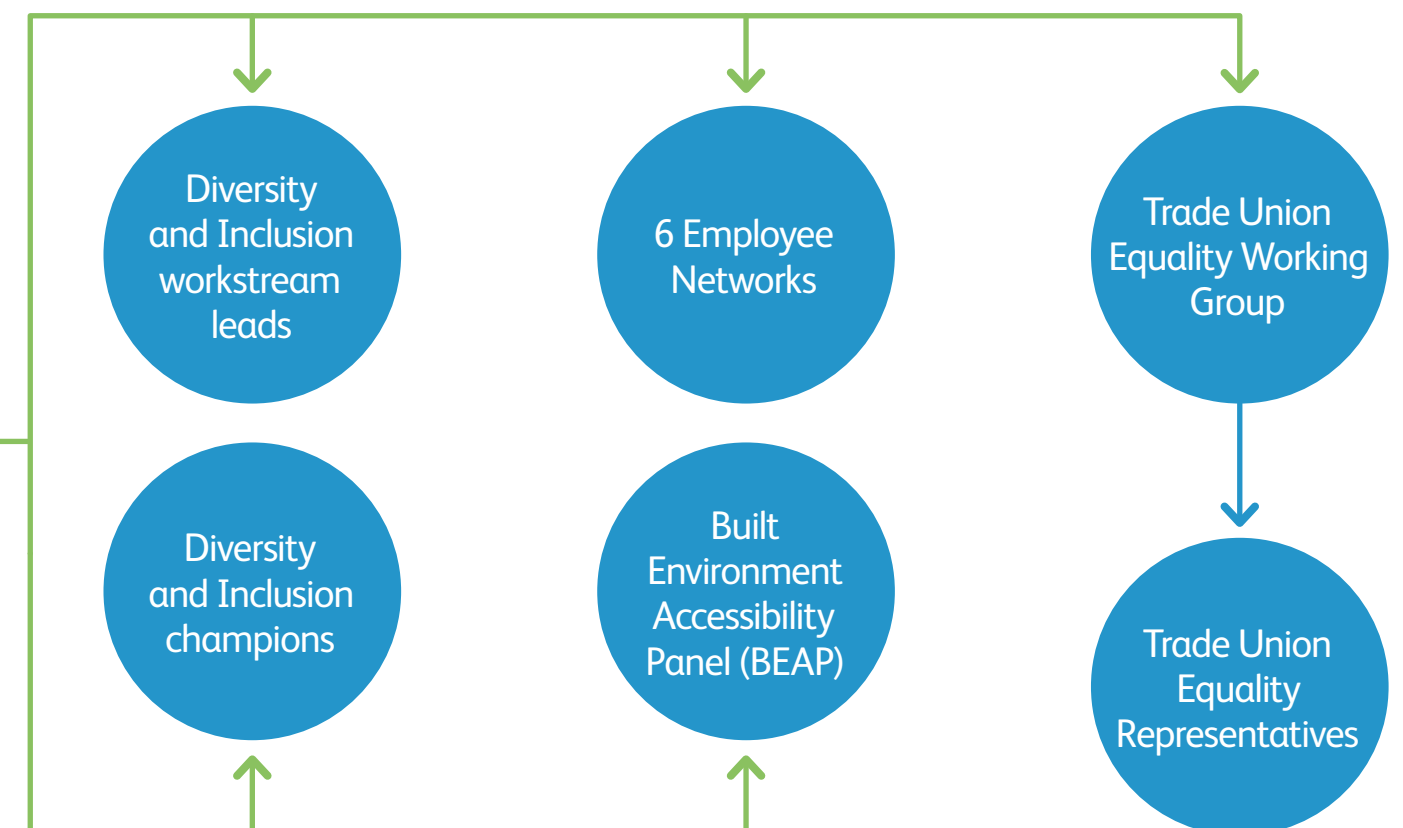 Diversity
and Inclusion
workstream
leads
6 Employee
Networks
Trade Union
Equality Working
Group
Diversity
and Inclusion
champions
Built
Environment
Accessibility
Panel (BEAP)
Trade Union
Equality
Representatives